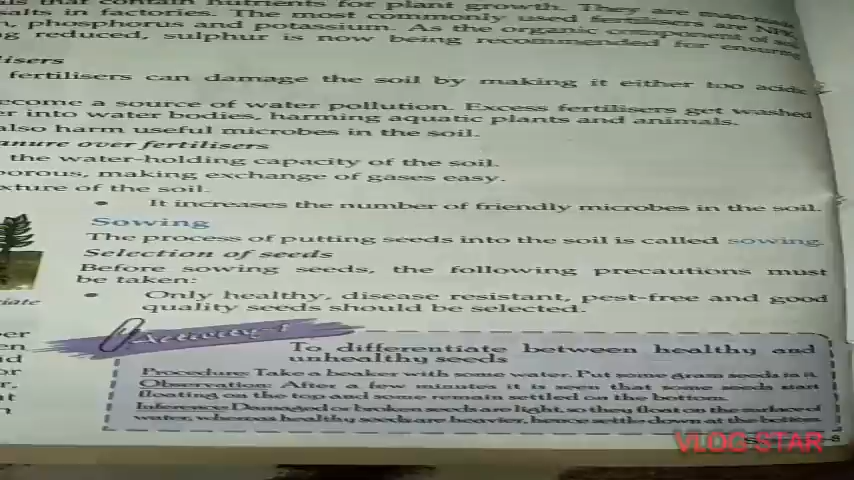 that contain nutrients for plant growth. They are man-made
salts in factories. The most commonly used fertilisers are NPK
phosphorus and potassium. As the organic component of
reduced, sulphur is now being recommended for ensuring
fertilisers can damage the soil by making it either too acidic
become a source of water pollution. Excess fertilisers get washed
into water bodies, harming aquatic plants and animals.
also harm useful microbes in the soil.
over fertilisers
the water-holding capacity of the soil.
porous, making exchange of gases easy.
of the soil.
• It increases the number of friendly microbes in the soil.
Sowing
The process of putting seeds into the soil is called sowing.
Selection of seeds
Before sowing seeds, the following precautions must
be taken:
• Only healthy, disease resistant, pest-free and good
quality seeds should be selected.
Activity-1
To differentiate between healthy and
unhealthy seeds
Procedure: Take a beaker with some water. Put some gram seeds in it.
Observation: After a few minutes it is seen that some seeds start
floating on the top and some remain settled on the bottom.
Inference: Damaged or broken seeds are light, so they float on the surface of
water, whereas healthy seeds are heavier, hence settle down at the bottom.
VLOG STAR